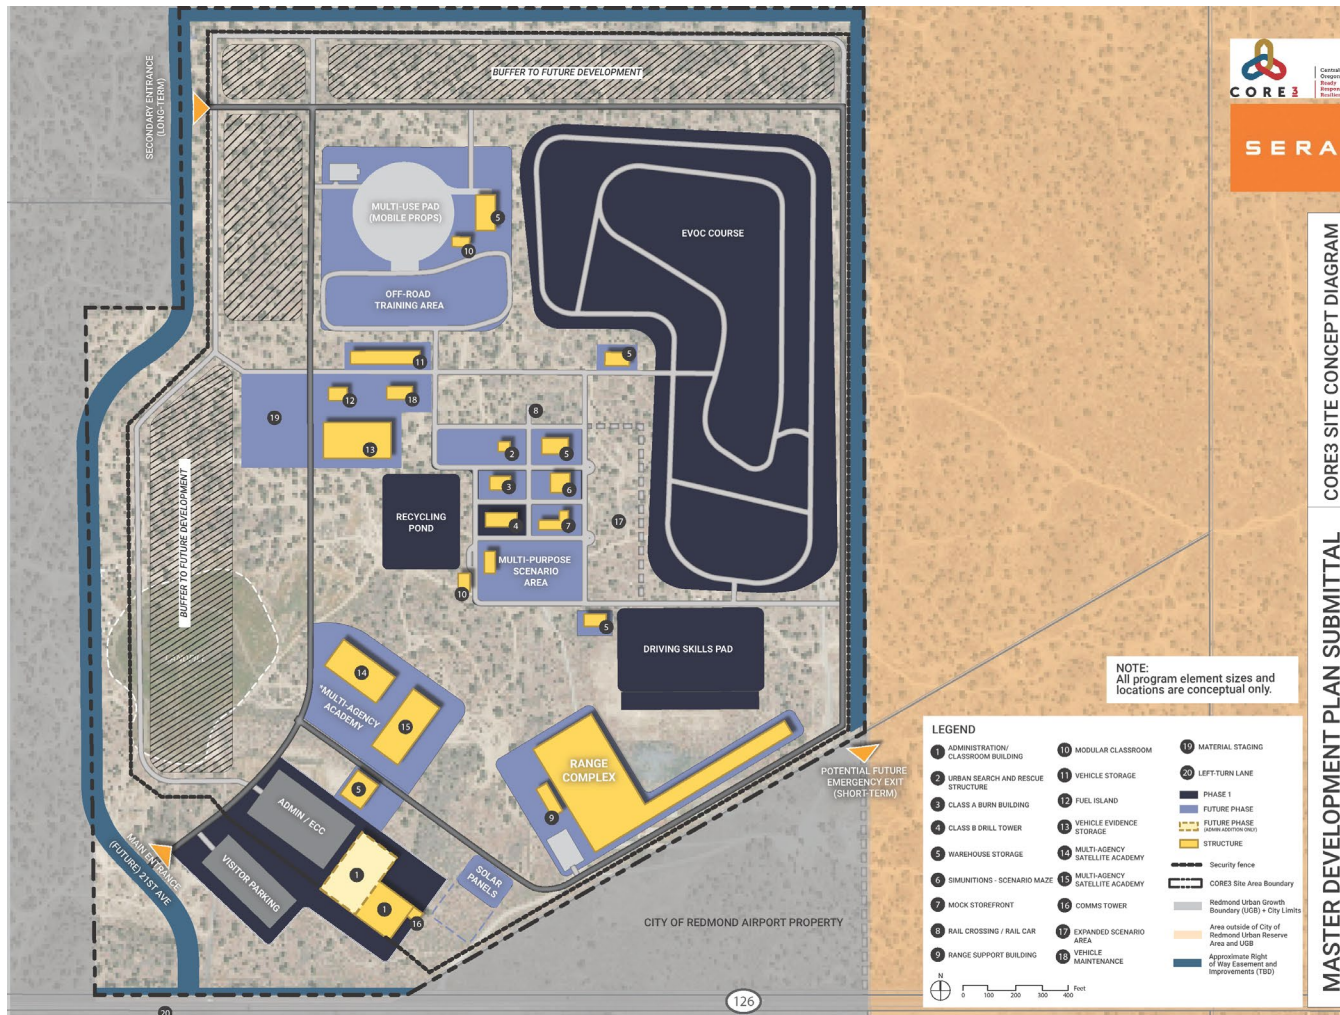 SECONDARY ENTRANCE
(LONG-TERM)
BUFFER TO FUTURE DEVELOPMENT
MULTI-USE PAD
(MOBILE PROPS)
5
10
EVOC COURSE
OFF-ROAD
TRAINING AREA
11
5
12
18
19
13
8
2
5
3
6
4
7
17
RECYCLING
POND
MULTI-PURPOSE
SCENARIO
AREA
10
5
BUFFER TO FUTURE DEVELOPMENT
DRIVING SKILLS PAD
14
*MULTI-AGENCY
ACADEMY
15
5
RANGE
COMPLEX
9
POTENTIAL FUTURE
EMERGENCY EXIT
(SHORT-TERM)
ADMIN / ECC
VISITOR PARKING
MAIN ENTRANCE
(FUTURE) 21ST AVE
1
1
16
SOLAR
PANELS
CITY OF REDMOND AIRPORT PROPERTY
126
20
CORE3
Central
Oregon
Ready
Respon
Resilien
SERA
MASTER DEVELOPMENT PLAN SUBMITTAL
CORE3 SITE CONCEPT DIAGRAM
NOTE:
All program element sizes and
locations are conceptual only.
LEGEND
1 ADMINISTRATION/
CLASSROOM BUILDING
2 URBAN SEARCH AND RESCUE
STRUCTURE
3 CLASS A BURN BUILDING
4 CLASS B DRILL TOWER
5 WAREHOUSE STORAGE
6 SIMUNITIONS - SCENARIO MAZE
7 MOCK STOREFRONT
8 RAIL CROSSING / RAIL CAR
9 RANGE SUPPORT BUILDING
10 MODULAR CLASSROOM
11 VEHICLE STORAGE
12 FUEL ISLAND
13 VEHICLE EVIDENCE
STORAGE
14 MULTI-AGENCY
SATELLITE ACADEMY
15 MULTI-AGENCY
SATELLITE ACADEMY
16 COMMS TOWER
17 EXPANDED SCENARIO
AREA
18 VEHICLE
MAINTENANCE
19 MATERIAL STAGING
20 LEFT-TURN LANE
PHASE 1
FUTURE PHASE
FUTURE PHASE
(ADMIN ADDITION ONLY)
STRUCTURE
Security fence
CORE3 Site Area Boundary
Redmond Urban Growth
Boundary (UGB) + City Limits
Area outside of City of
Redmond Urban Reserve
Area and UGB
Approximate Right
of Way Easement and
Improvements (TBD)
N
0 100 200 300 400 Feet